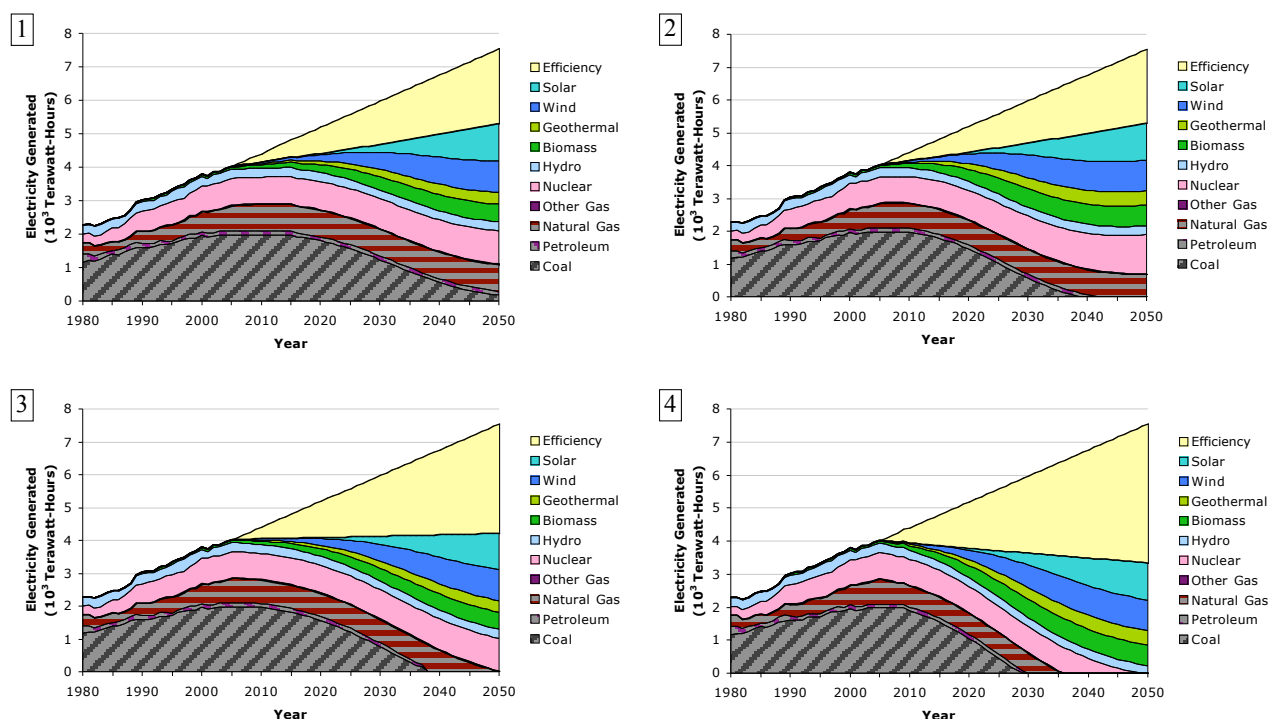 1
Electricity Generated
(10³ Terawatt-Hours)
8
7
6
5
4
3
2
1
0
1980 1990 2000 2010 2020 2030 2040 2050
Year
Efficiency
Solar
Wind
Geothermal
Biomass
Hydro
Nuclear
Other Gas
Natural Gas
Petroleum
Coal
2
Electricity Generated
(10³ Terawatt-Hours)
8
7
6
5
4
3
2
1
0
1980 1990 2000 2010 2020 2030 2040 2050
Year
Efficiency
Solar
Wind
Geothermal
Biomass
Hydro
Nuclear
Other Gas
Natural Gas
Petroleum
Coal
3
Electricity Generated
(10³ Terawatt-Hours)
8
7
6
5
4
3
2
1
0
1980 1990 2000 2010 2020 2030 2040 2050
Year
Efficiency
Solar
Wind
Geothermal
Biomass
Hydro
Nuclear
Other Gas
Natural Gas
Petroleum
Coal
4
Electricity Generated
(10³ Terawatt-Hours)
8
7
6
5
4
3
2
1
0
1980 1990 2000 2010 2020 2030 2040 2050
Year
Efficiency
Solar
Wind
Geothermal
Biomass
Hydro
Nuclear
Other Gas
Natural Gas
Petroleum
Coal